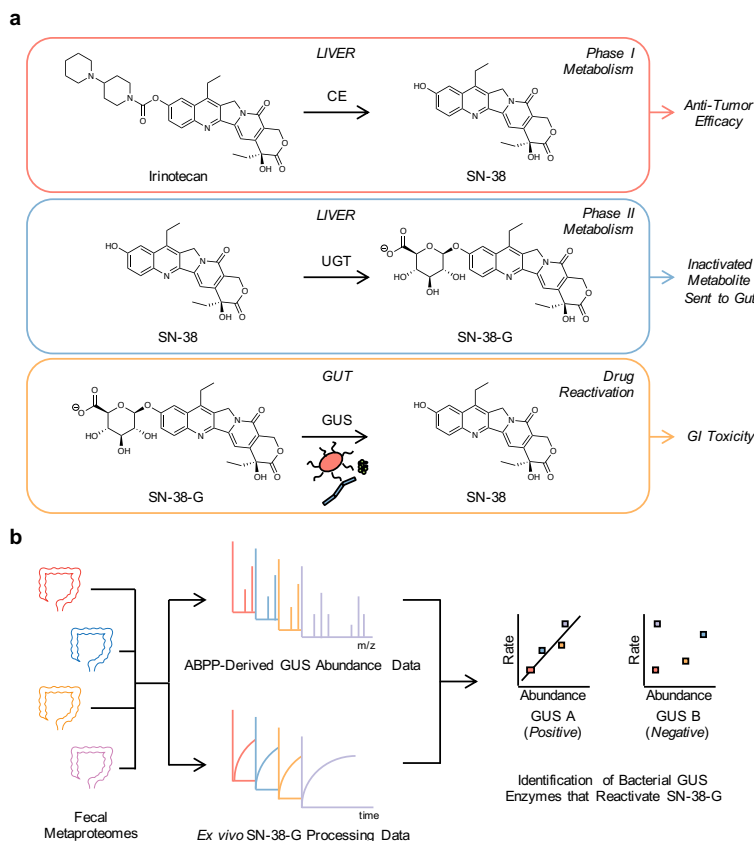 a
LIVER
Phase I
Metabolism
CE
Irinotecan
SN-38
Anti-Tumor
Efficacy
LIVER
Phase II
Metabolism
UGT
SN-38
SN-38-G
Inactivated
Metabolite
Sent to Gut
GUT
Drug
Reactivation
GUS
SN-38-G
SN-38
GI Toxicity
b
m/z
ABPP-Derived GUS Abundance Data
time
Ex vivo SN-38-G Processing Data
Fecal
Metaproteomes
Rate
Abundance
GUS A
(Positive)
Rate
Abundance
GUS B
(Negative)
Identification of Bacterial GUS
Enzymes that Reactivate SN-38-G